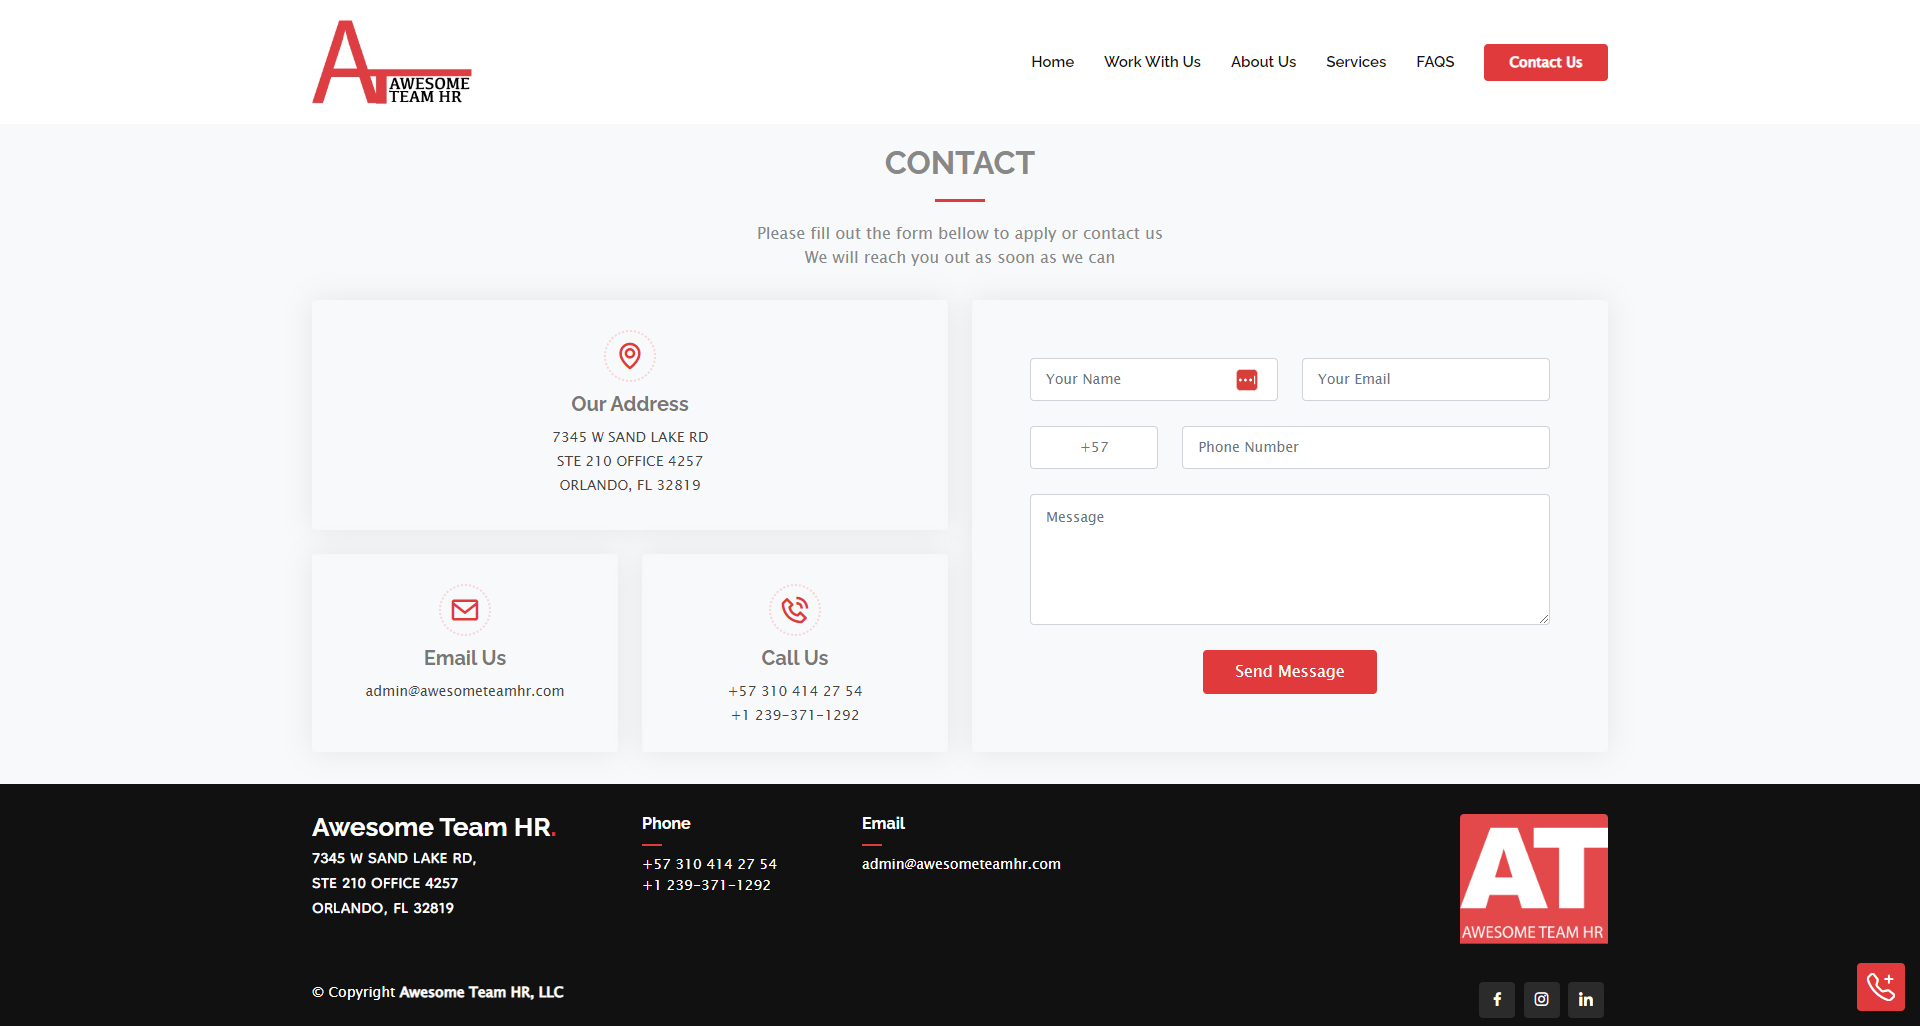 AT AWESOME
TEAM HR
Home Work With Us About Us Services FAQS Contact Us
CONTACT
Please fill out the form bellow to apply or contact us
We will reach you out as soon as we can
Our Address
7345 W SAND LAKE RD
STE 210 OFFICE 4257
ORLANDO, FL 32819
Email Us
admin@awesometeamhr.com
Call Us
+57 310 414 27 54
+1 239-371-1292
Your Name
Your Email
+57
Phone Number
Message
Send Message
Awesome Team HR.
7345 W SAND LAKE RD,
STE 210 OFFICE 4257
ORLANDO, FL 32819
Phone
+57 310 414 27 54
+1 239-371-1292
Email
admin@awesometeamhr.com
AT
AWESOME TEAM HR
© Copyright Awesome Team HR, LLC